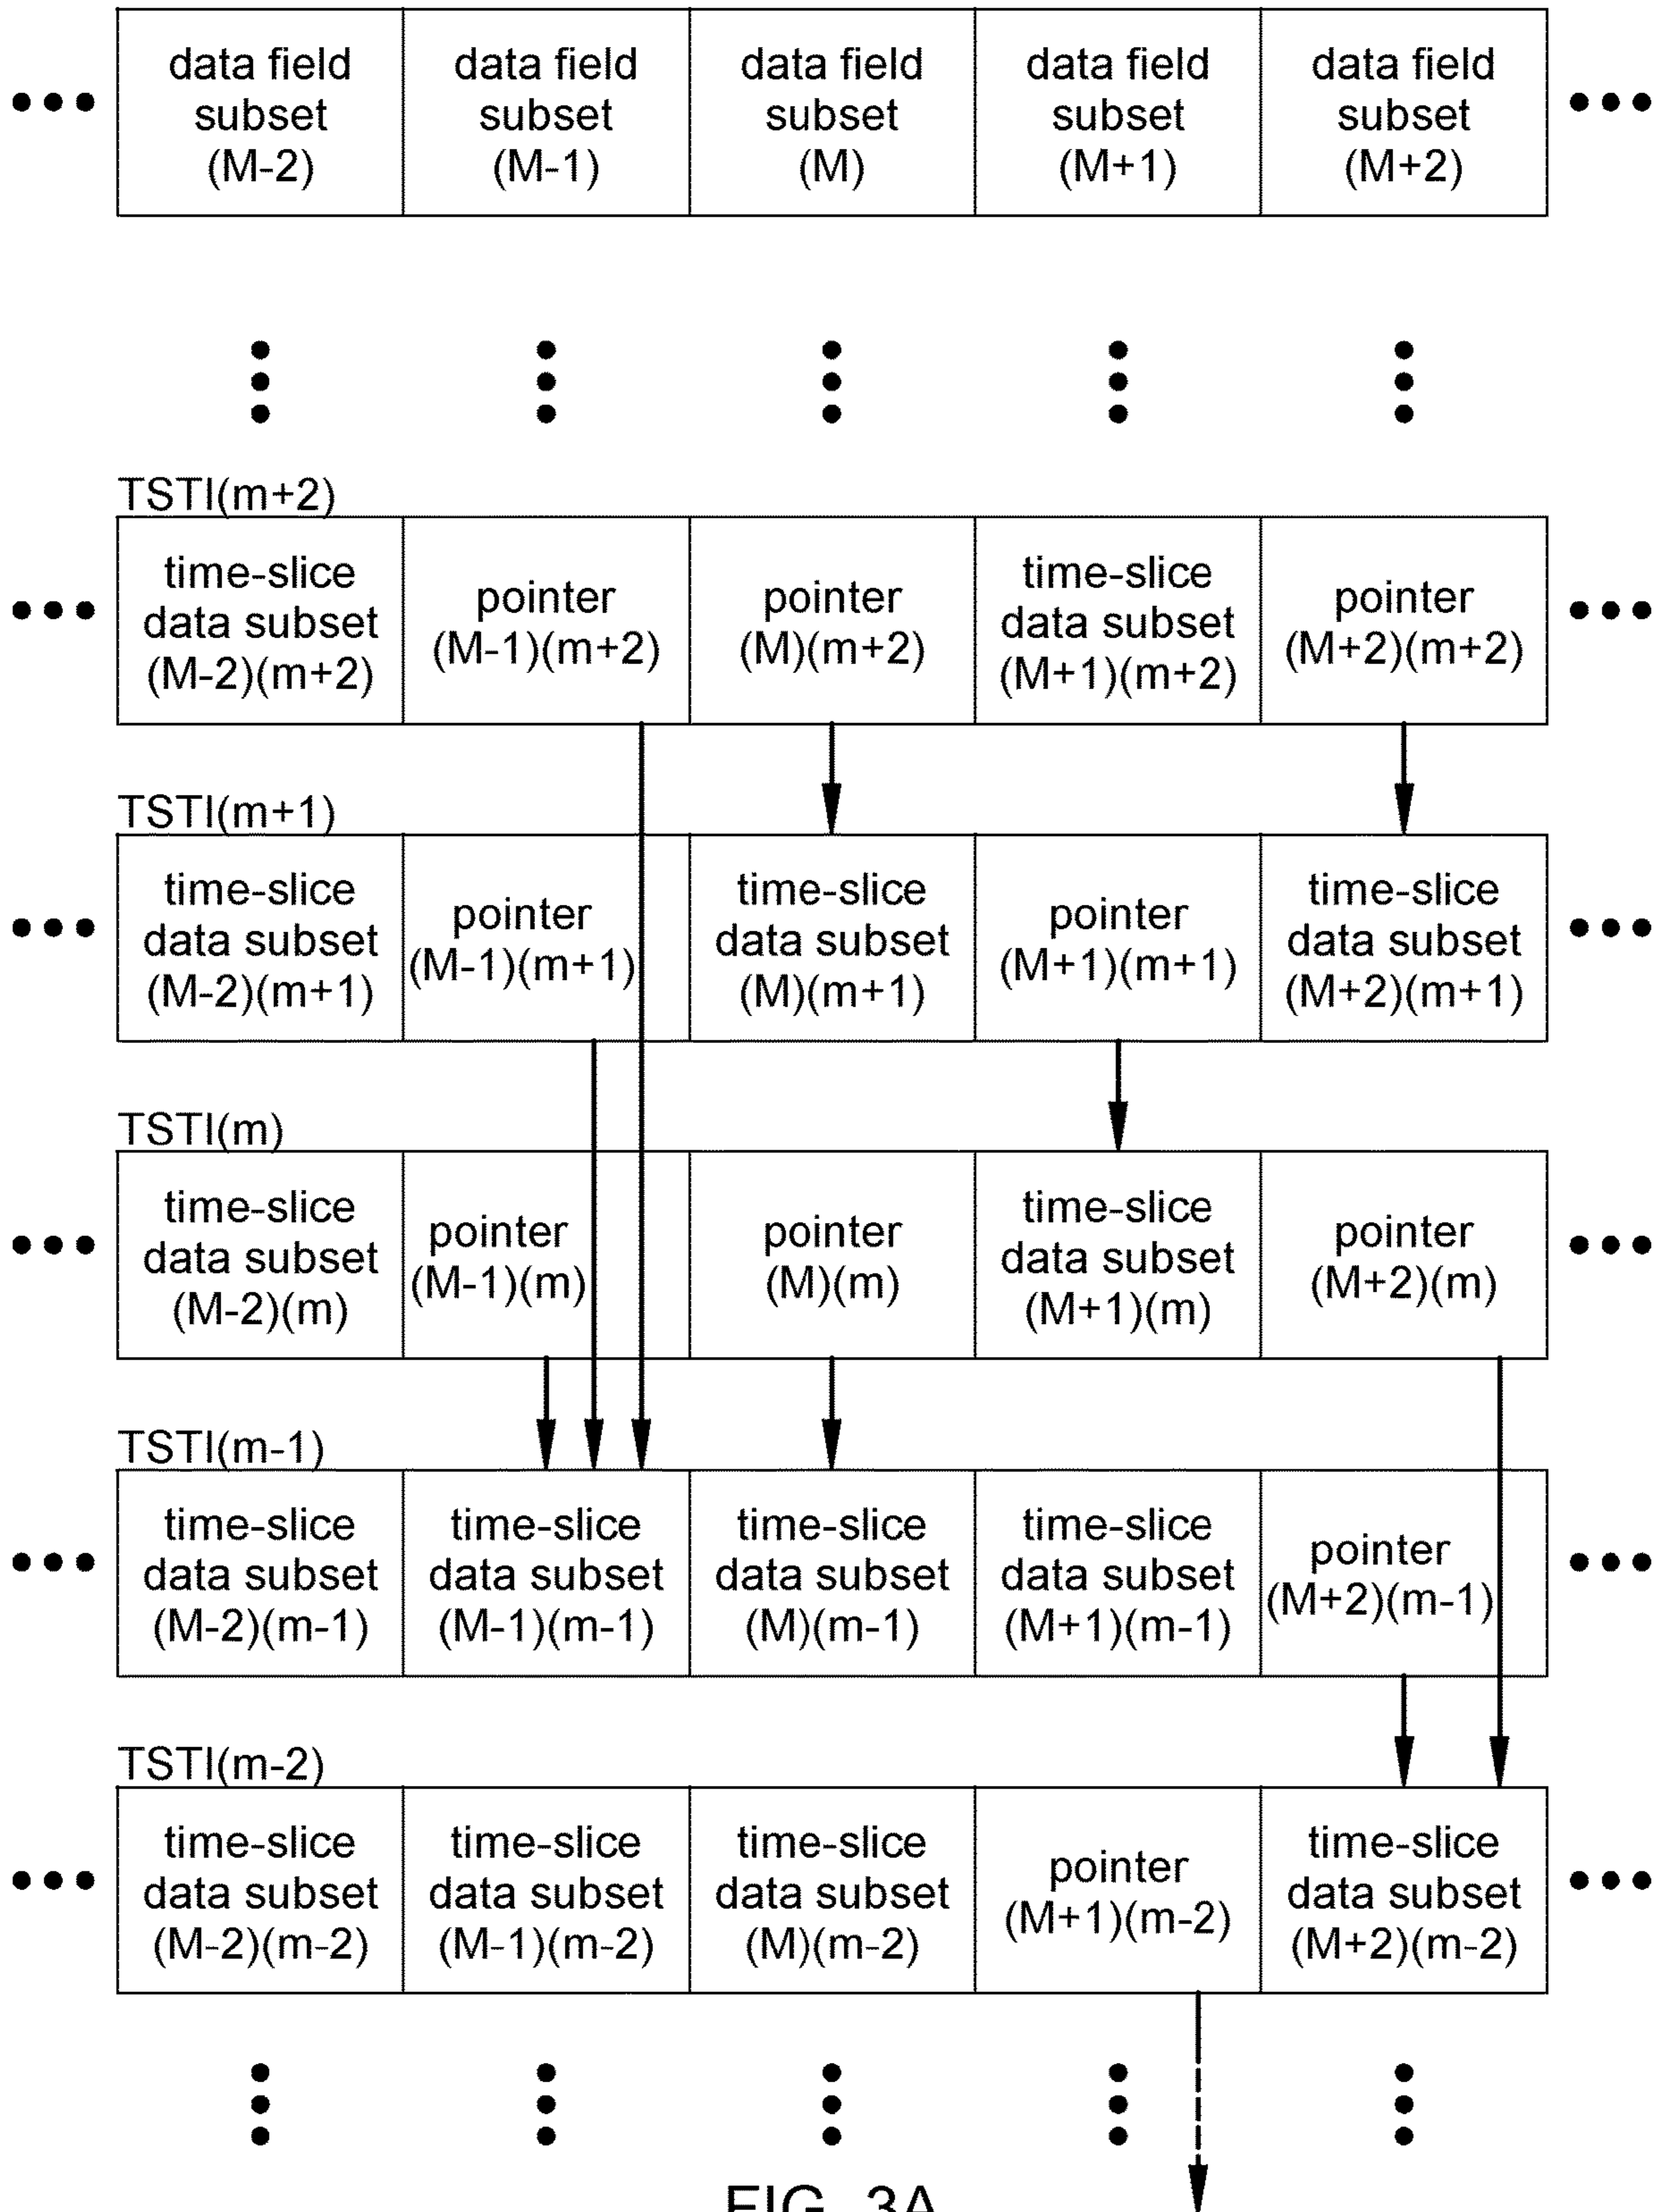 data field data field data field data field data field
subset subset subset subset subset
(M-2) (M-1) (M) (M+1) (M+2)
TSTI(m+2)
time-slice
data subset
(M-2)(m+2)
pointer
(M-1)(m+2)
pointer
(M)(m+2)
time-slice
data subset
(M+1)(m+2)
pointer
(M+2)(m+2)
TSTI(m+1)
time-slice
data subset
(M-2)(m+1)
pointer
(M-1)(m+1)
time-slice
data subset
(M)(m+1)
pointer
(M+1)(m+1)
time-slice
data subset
(M+2)(m+1)
TSTI(m)
time-slice
data subset
(M-2)(m)
pointer
(M-1)(m)
pointer
(M)(m)
time-slice
data subset
(M+1)(m)
pointer
(M+2)(m)
TSTI(m-1)
time-slice
data subset
(M-2)(m-1)
time-slice
data subset
(M-1)(m-1)
time-slice
data subset
(M)(m-1)
time-slice
data subset
(M+1)(m-1)
pointer
(M+2)(m-1)
TSTI(m-2)
time-slice
data subset
(M-2)(m-2)
time-slice
data subset
(M-1)(m-2)
time-slice
data subset
(M)(m-2)
pointer
(M+1)(m-2)
time-slice
data subset
(M+2)(m-2)
FIG. 3A